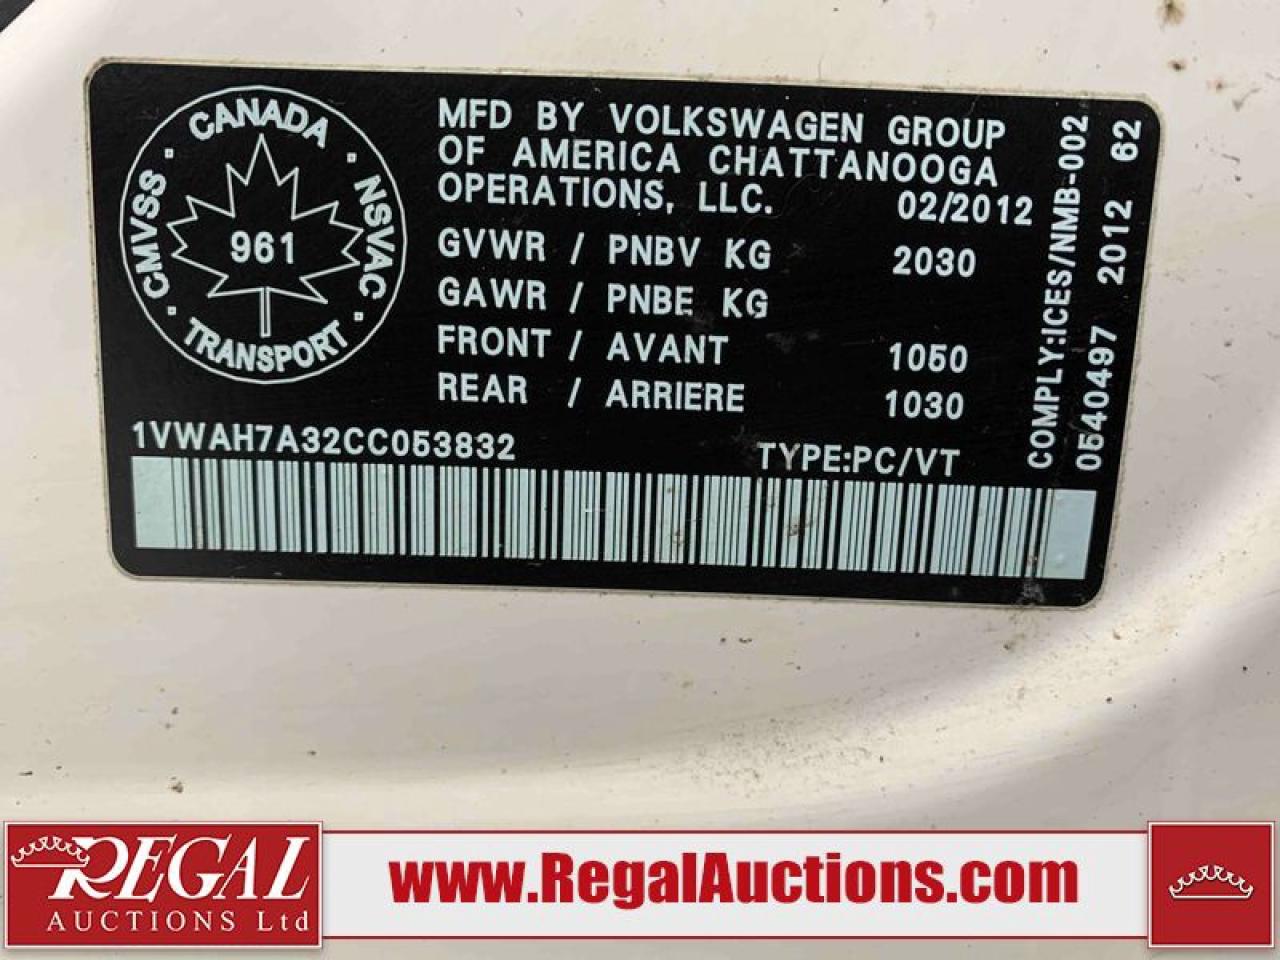 CANADA
CMVSS
NSVAC
961
TRANSPORT
MFD BY VOLKSWAGEN GROUP
OF AMERICA CHATTANOOGA
OPERATIONS, LLC. 02/2012
GVWR / PNBV KG 2030
GAWR / PNBE KG
FRONT / AVANT 1050
REAR / ARRIERE 1030
1VWAH7A32CC053832 TYPE:PC/VT
COMPLY:ICES/NMB-002
0540497 2012 62
REGAL
AUCTIONS Ltd
www.RegalAuctions.com